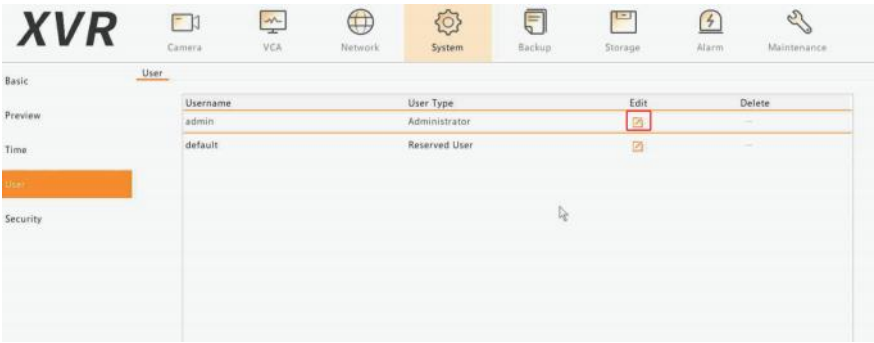 XVR
Camera VCA Network System Backup Storage Alarm Maintenance
Basic
Preview
Time
User
Security
User
Username User Type Edit Delete
admin Administrator
default Reserved User